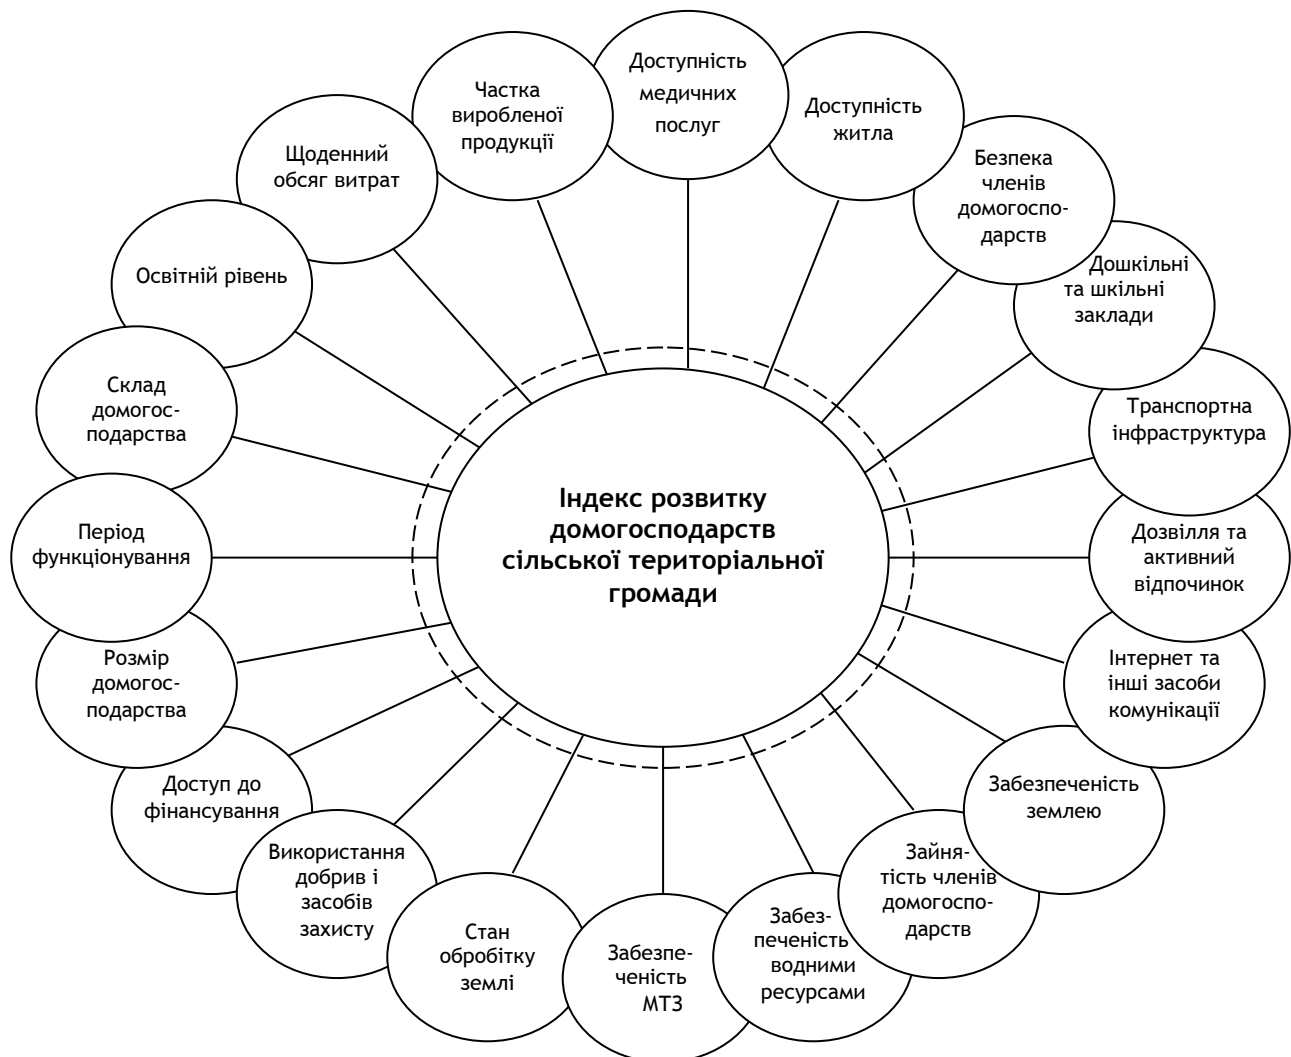 Доступність
медичних
послуг
Доступність
житла
Безпека
членів
домогоспо-
дарств
Дошкільні
та шкільні
заклади
Транспортна
інфраструктура
Дозвілля та
активний
відпочинок
Інтернет та
інші засоби
комунікації
Забезпеченість
землею
Зайня-
тість членів
домогоспо-
дарств
Забез-
печеність
водними
ресурсами
Забезпе-
ченість
МТЗ
Стан
обробітку
землі
Використання
добрив і
засобів
захисту
Доступ до
фінансування
Розмір
домогос-
подарства
Період
функціонування
Склад
домогос-
подарства
Освітній рівень
Щоденний
обсяг витрат
Частка
виробленої
продукції
Індекс розвитку
домогосподарств
сільської територіальної
громади